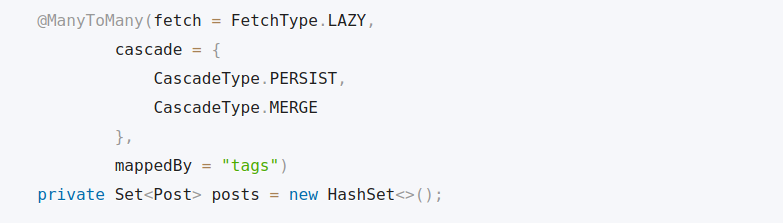 @ManyToMany(fetch = FetchType.LAZY,
cascade = {
CascadeType.PERSIST,
CascadeType.MERGE
},
mappedBy = "tags")
private Set<Post> posts = new HashSet<>();